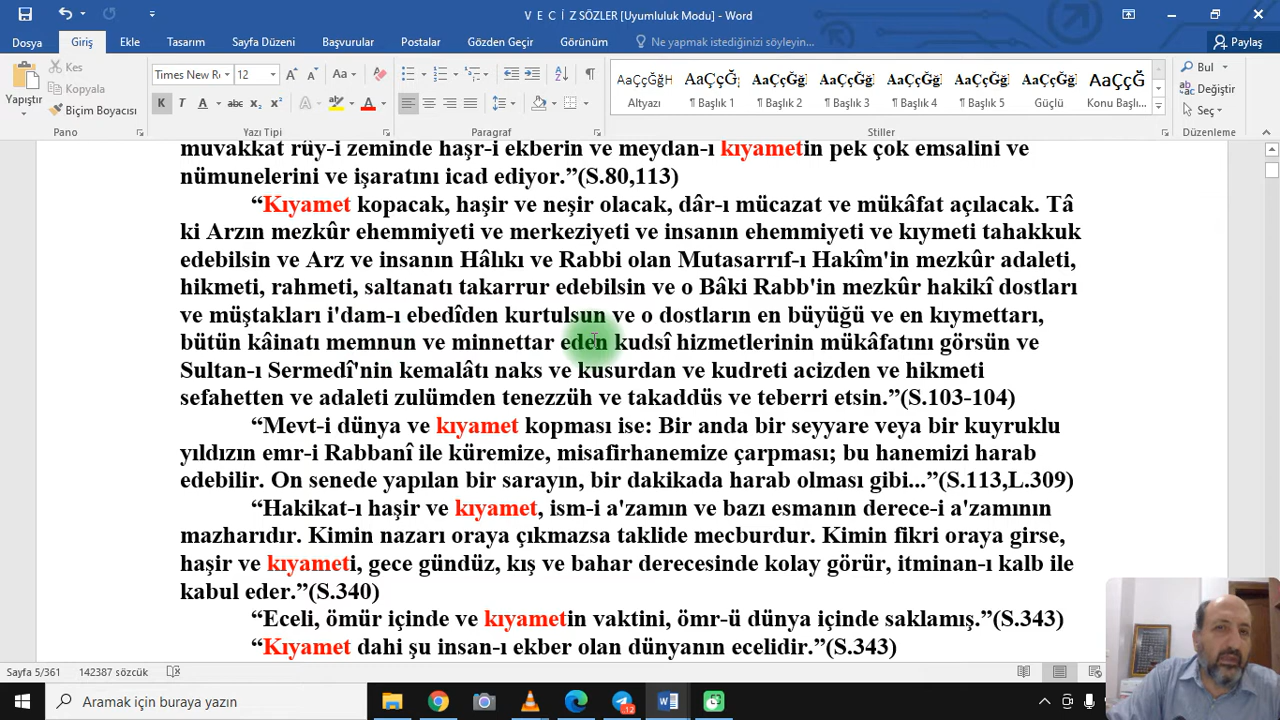 V E C İ Z SÖZLER [Uyumluluk Modu] - Word
Dosya Giriş Ekle Tasarım Sayfa Düzeni Başvurular Postalar Gözden Geçir Görünüm Ne yapmak istediğinizi söyleyin... Paylaş
Yapıştır
Kes
Kopyala
Biçim Boyacısı
Pano
Times New Ro 12
Yazı Tipi
Paragraf
AaÇçĞğH AaÇçĞ; AaÇçĞğ AaÇçĞğ AaÇçĞğ AaÇçĞğ AaÇçĞğ AaÇçĞ
Altyazı ¶ Başlık 1 ¶ Başlık 2 ¶ Başlık 3 ¶ Başlık 4 ¶ Başlık 5 Güçlü Konu Başlı...
Stiller
Bul
Değiştir
Seç
Düzenleme
muvakkat rûy-i zeminde haşr-i ekberin ve meydan-ı kıyametin pek çok emsalini ve
nümunelerini ve işaratını icad ediyor.”(S.80,113)
“Kıyamet kopacak, haşir ve neşir olacak, dâr-ı mücazat ve mükâfat açılacak. Tâ
ki Arzın mezkûr ehemmiyeti ve merkeziyeti ve insanın ehemmiyeti ve kıymeti tahakkuk
edebilsin ve Arz ve insanın Hâlıkı ve Rabbi olan Mutasarrıf-ı Hakîm'in mezkûr adaleti,
hikmeti, rahmeti, saltanatı takarrur edebilsin ve o Bâki Rabb'in mezkûr hakikî dostları
ve müştakları i'dam-ı ebedîden kurtulsun ve o dostların en büyüğü ve en kıymettarı,
bütün kâinatı memnun ve minnettar eden kudsî hizmetlerinin mükâfatını görsün ve
Sultan-ı Sermedî'nin kemalâtı naks ve kusurdan ve kudreti acizden ve hikmeti
sefahetten ve adaleti zulümden tenezzüh ve takaddüs ve teberri etsin.”(S.103-104)
“Mevt-i dünya ve kıyamet kopması ise: Bir anda bir seyyare veya bir kuyruklu
yıldızın emr-i Rabbanî ile küremize, misafirhanemize çarpması; bu hanemizi harab
edebilir. On senede yapılan bir sarayın, bir dakikada harab olması gibi...”(S.113,L.309)
“Hakikat-ı haşir ve kıyamet, ism-i a'zamın ve bazı esmanın derece-i a'zamının
mazharıdır. Kimin nazarı oraya çıkmazsa taklide mecburdur. Kimin fikri oraya girse,
haşir ve kıyameti, gece gündüz, kış ve bahar derecesinde kolay görür, itminan-ı kalb ile
kabul eder.”(S.340)
“Eceli, ömür içinde ve kıyametin vaktini, ömr-ü dünya içinde saklamış.”(S.343)
“Kıyamet dahi şu insan-ı ekber olan dünyanın ecelidir.”(S.343)
Sayfa 5/361 142387 sözcük
Aramak için buraya yazın